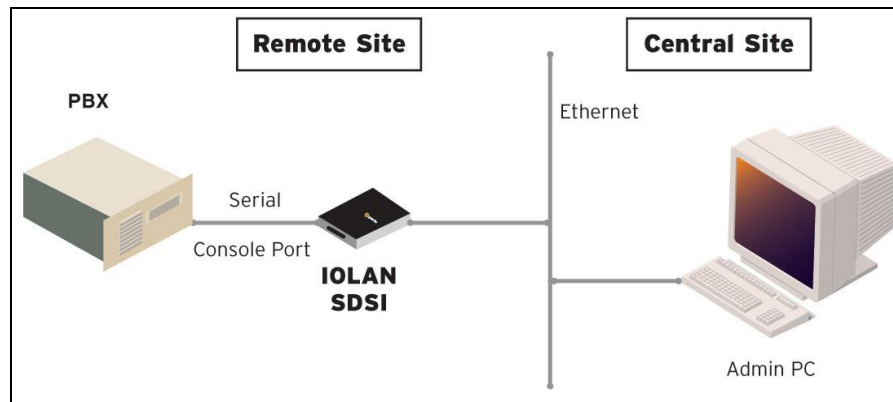 Remote Site
Central Site
PBX
Ethernet
Serial
Console Port
IOLAN
SDSI
Admin PC